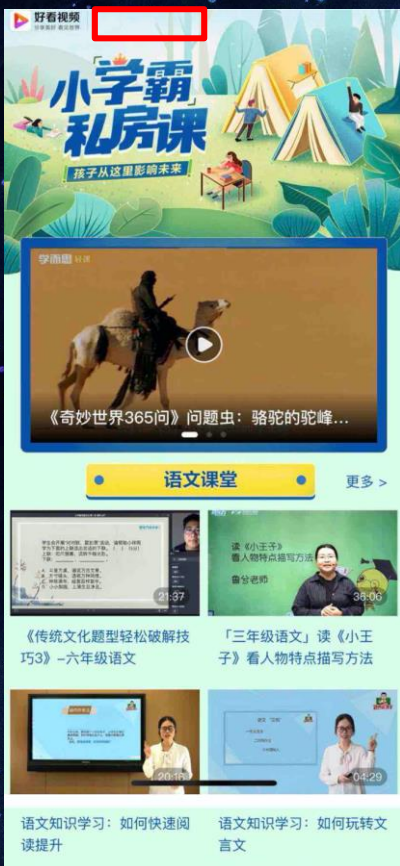 好看视频
分享美好 看见世界
小学霸
私房课
孩子从这里影响未来
学而思轻课
《奇妙世界365问》问题虫：骆驼的驼峰...
语文课堂
更多 >
21:37
读《小王子》
看人物特点描写方法
鲁分老师
36:06
《传统文化题型轻松破解技
巧3》-六年级语文
「三年级语文」读《小王
子》看人物特点描写方法
20:16
04:29
语文知识学习：如何快速阅
读提升
语文知识学习：如何玩转文
言文